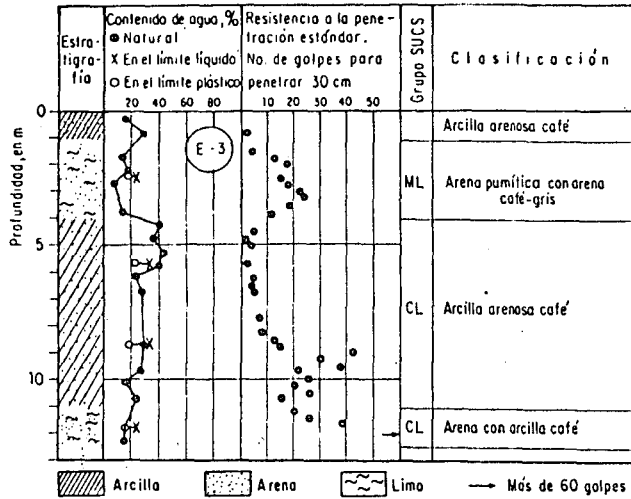 Estra-
tigra-
fía
Contenido de agua, %
Natural
X En el límite líquido
En el límite plástico
20 40 60 80
Resistencia a la pene-
tración estándar.
No. de golpes para
penetrar 30 cm
10 20 30 40 50
Grupo SUCS
Clasificación
Profundidad, en m
0
5
10
E-3
Arcilla arenosa café
ML
Arena pumítica con arena
café-gris
CL
Arcilla arenosa café
CL
Arena con arcilla café
Arcilla
Arena
Limo
Más de 60 golpes